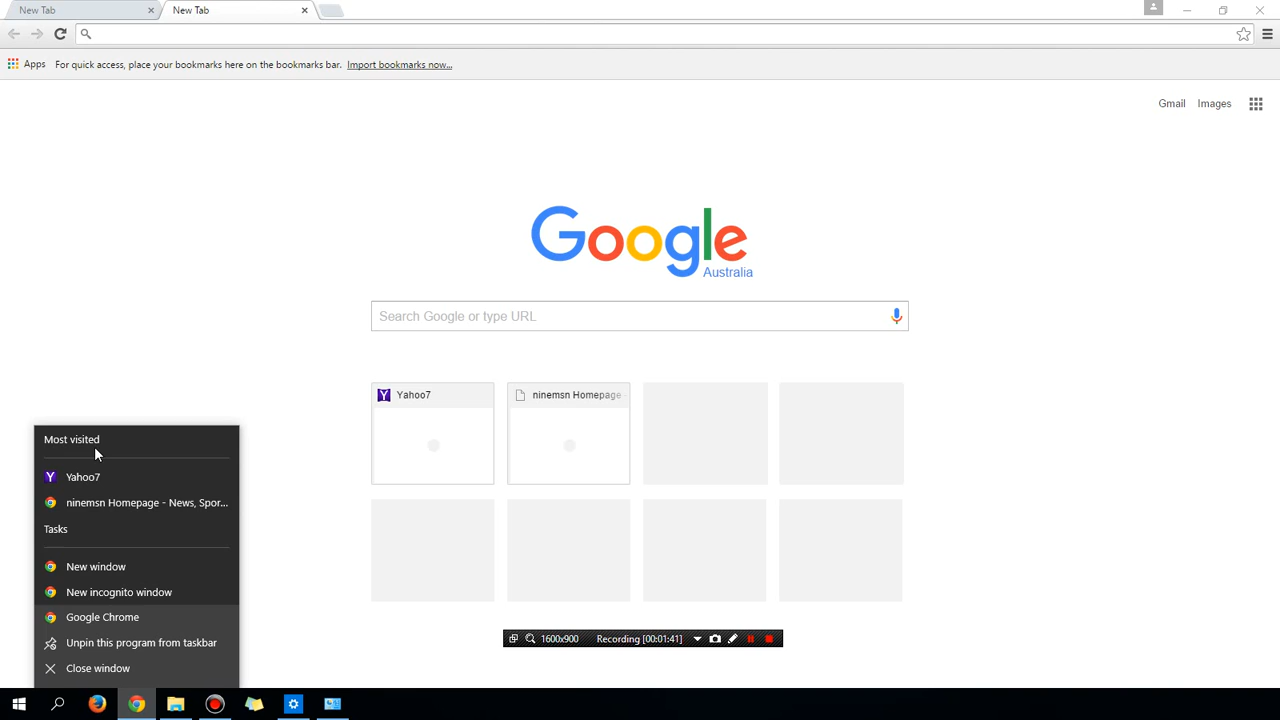 New Tab
New Tab
Apps For quick access, place your bookmarks here on the bookmarks bar. Import bookmarks now...
Gmail Images
Google
Australia
Search Google or type URL
Yahoo7
ninemsn Homepage
Most visited
Yahoo7
ninemsn Homepage - News, Spor...
Tasks
New window
New incognito window
Google Chrome
Unpin this program from taskbar
Close window
1600x900 Recording [00:01:41]